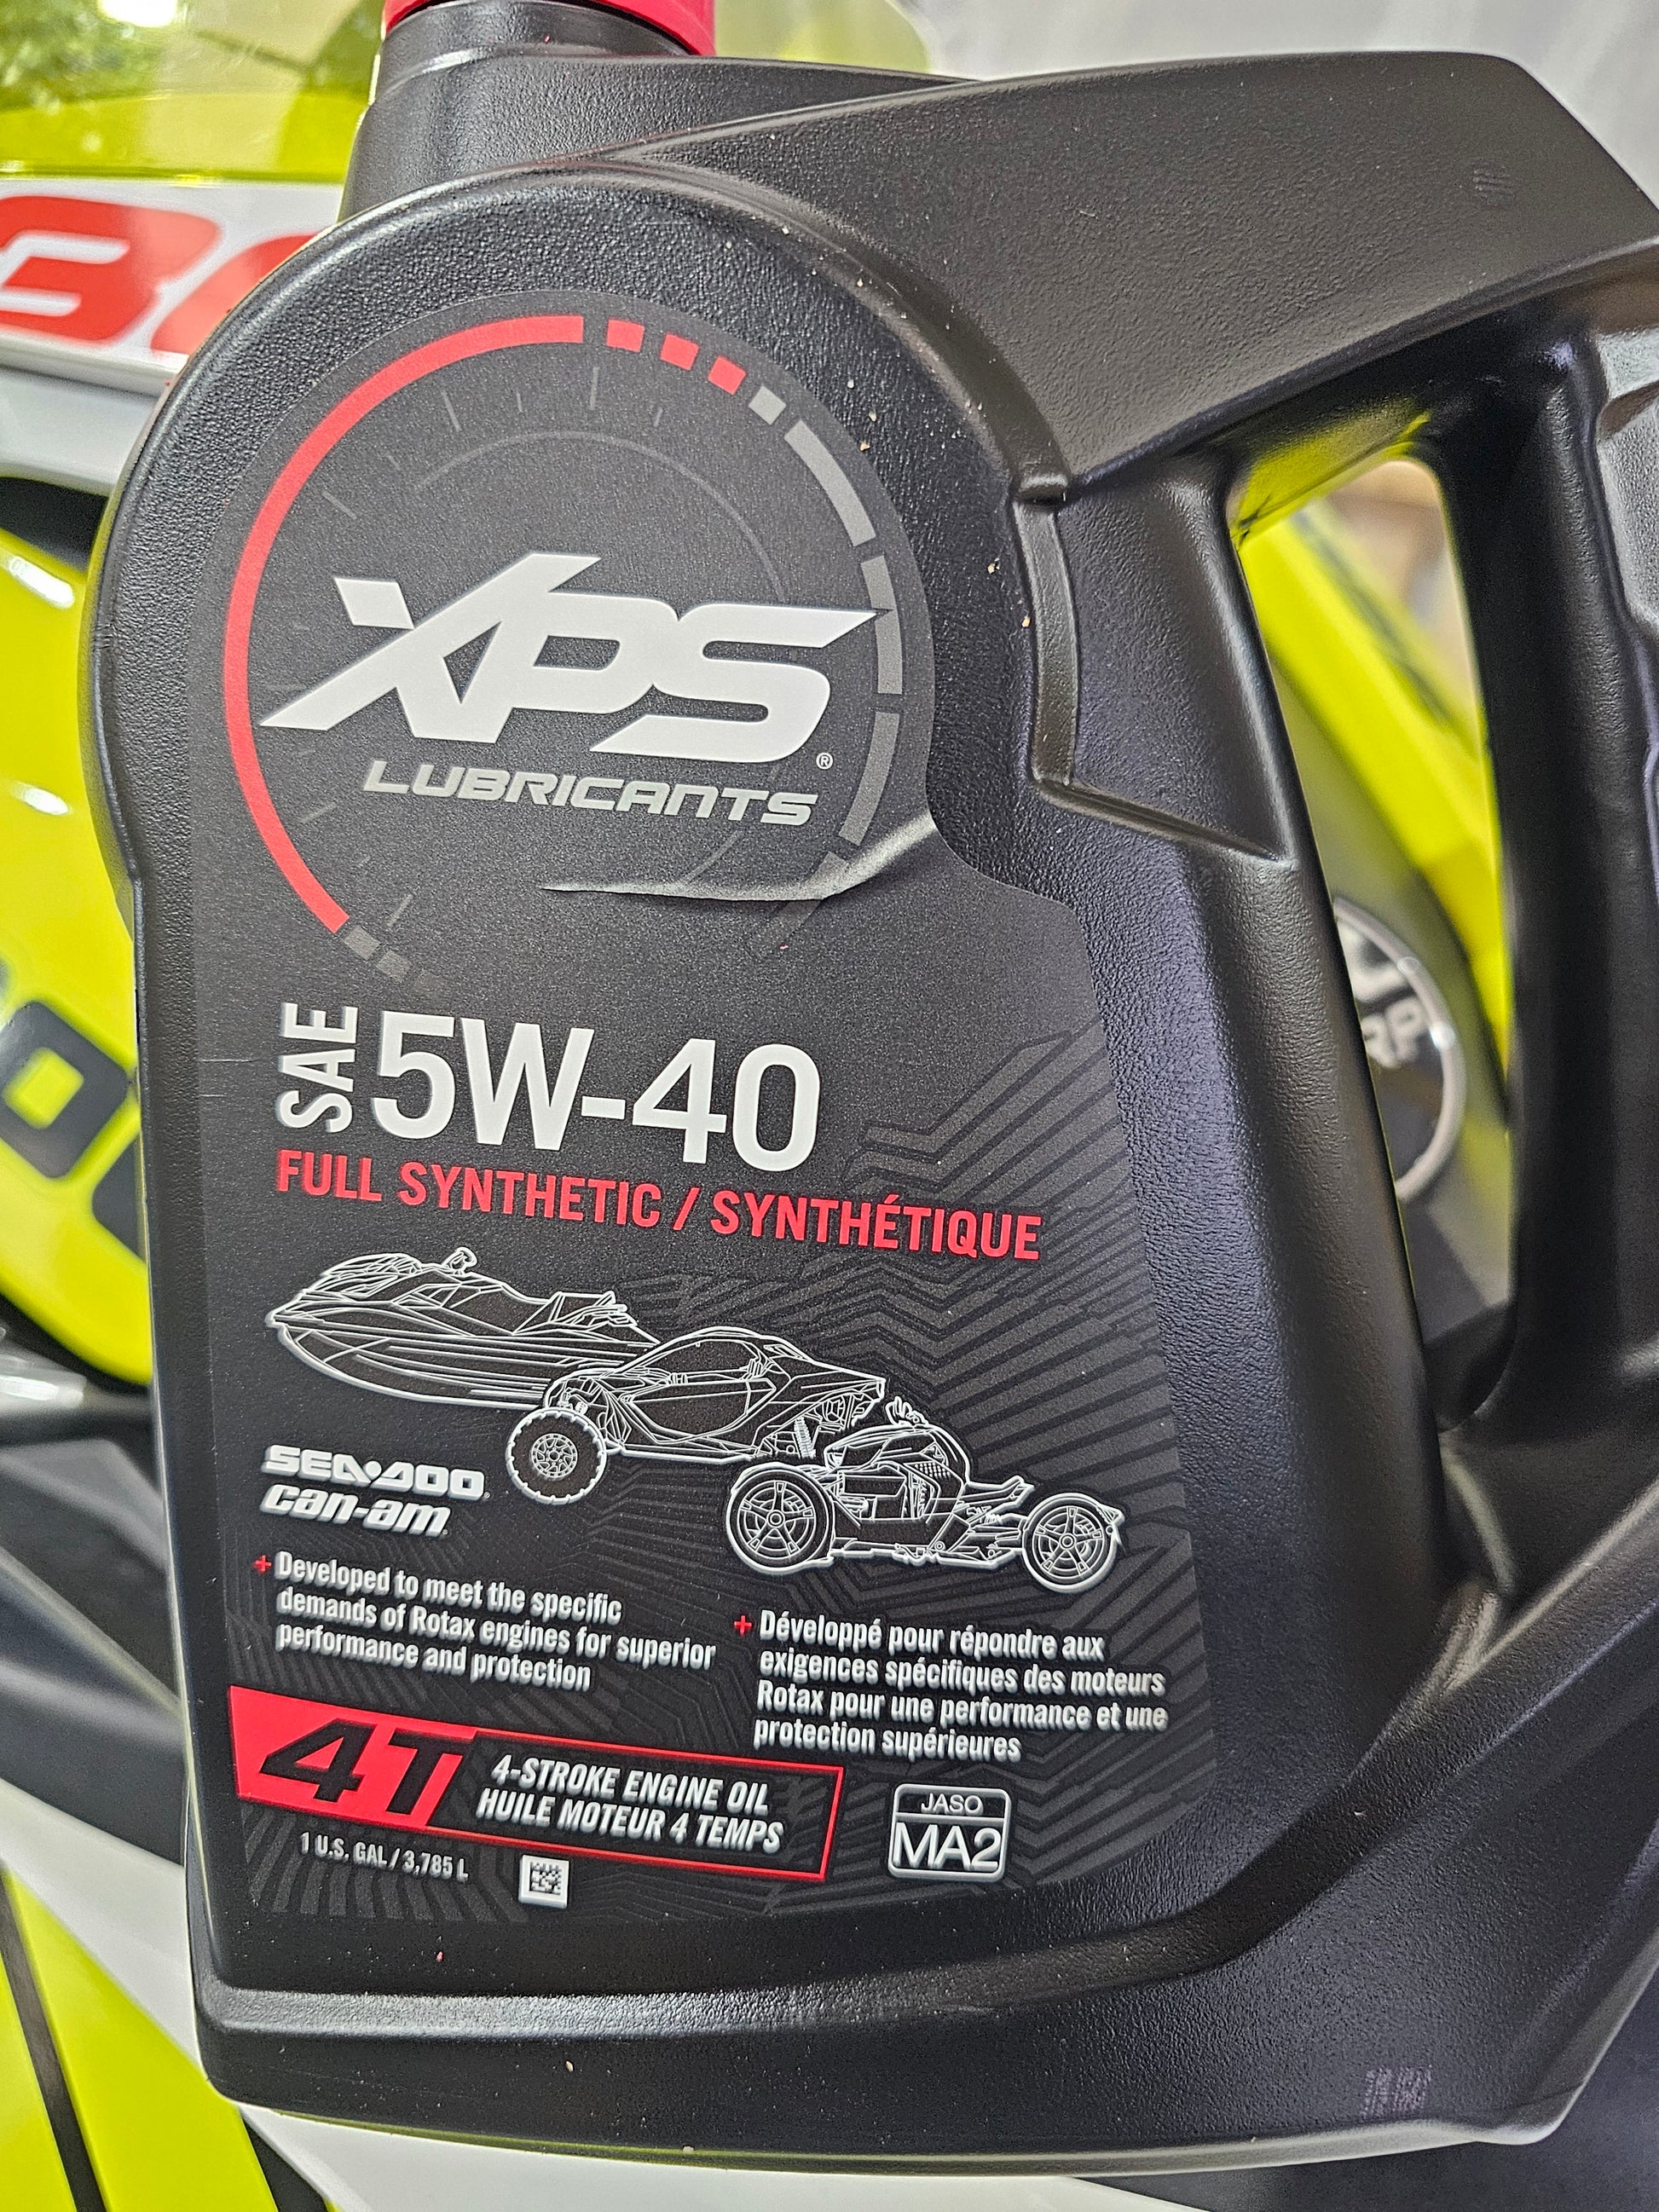 XPS®
LUBRICANTS
SAE 5W-40
FULL SYNTHETIC / SYNTHÉTIQUE
SEA-DOO
can-am
+ Developed to meet the specific
demands of Rotax engines for superior
performance and protection
+ Développé pour répondre aux
exigences spécifiques des moteurs
Rotax pour une performance et une
protection supérieures
4T
4-STROKE ENGINE OIL
HUILE MOTEUR 4 TEMPS
JASO
MA2
1 U.S. GAL / 3,785 L